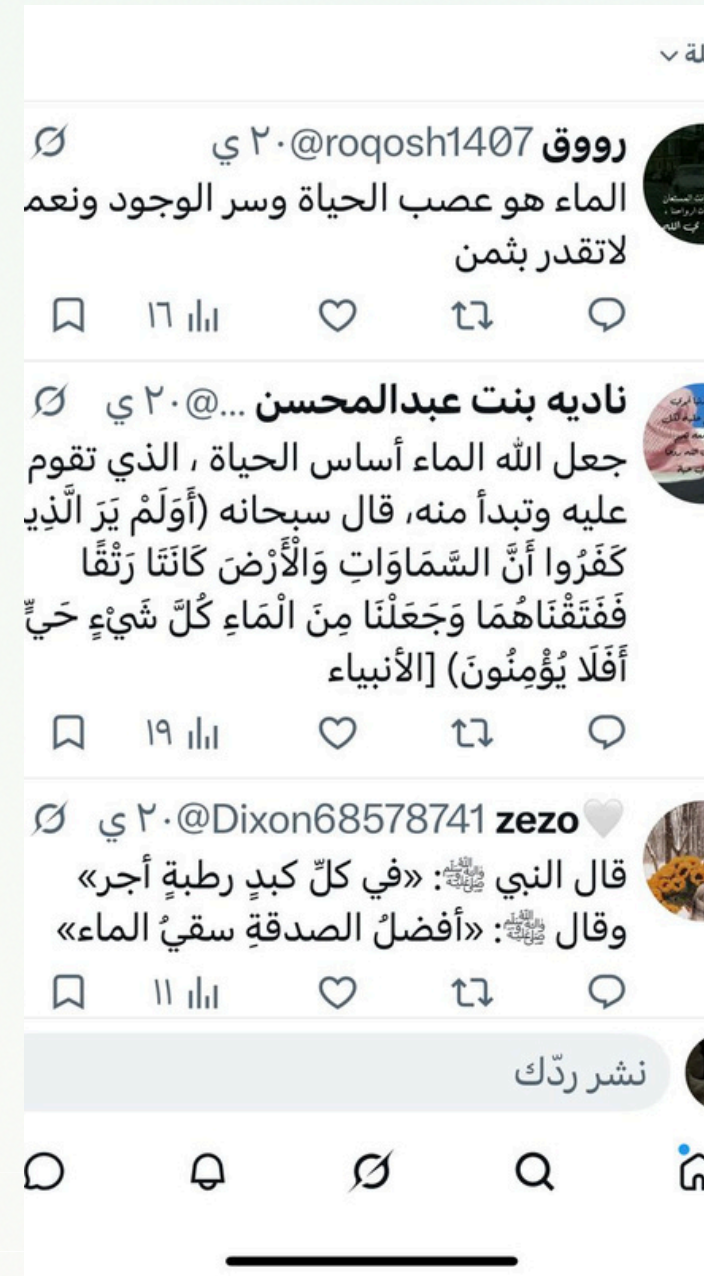 لة
رووق @roqosh1407·٢٠ ي
الماء هو عصب الحياة وسر الوجود ونعم
لاتقدر بثمن
١٦
ناديه بنت عبدالمحسن ...@·٢٠ ي
جعل الله الماء أساس الحياة ، الذي تقوم
عليه وتبدأ منه، قال سبحانه (أَوَلَمْ يَرَ الَّذِي
كَفَرُوا أَنَّ السَّمَاوَاتِ وَالْأَرْضَ كَانَتَا رَتْقًا
فَفَتَقْنَاهُمَا وَجَعَلْنَا مِنَ الْمَاءِ كُلَّ شَيْءٍ حَيٍّ
أَفَلَا يُؤْمِنُونَ) [الأنبياء
١٩
🤍zezo @Dixon68578741·٢٠ ي
قال النبي ﷺ: «في كلِّ كبدٍ رطبةٍ أجر»
وقال ﷺ: «أفضلُ الصدقةِ سقيُ الماء»
١١
نشر ردّك